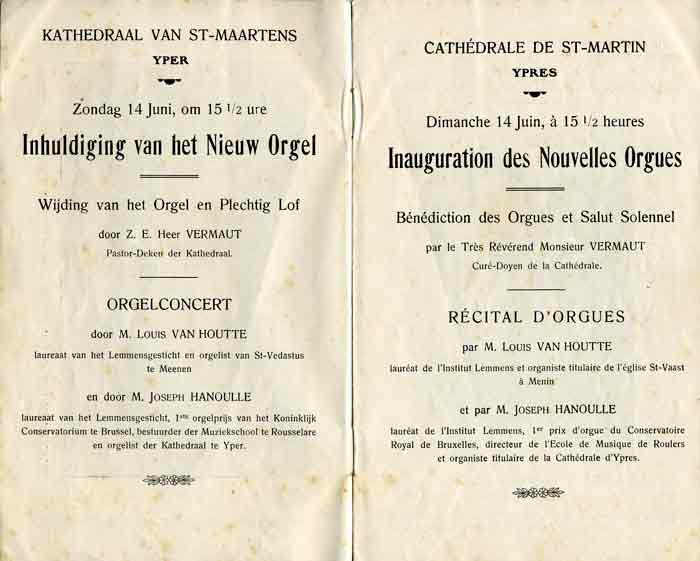 KATHEDRAAL VAN ST-MAARTENS
YPER
Zondag 14 Juni, om 15 1/2 ure
Inhuldiging van het Nieuw Orgel
Wijding van het Orgel en Plechtig Lof
door Z. E. Heer VERMAUT
Pastor-Deken der Kathedraal.
ORGELCONCERT
door M. LOUIS VAN HOUTTE
laureaat van het Lemmensgesticht en orgelist van St-Vedastus
te Meenen
en door M. JOSEPH HANOULLE
laureaat van het Lemmensgesticht, 1ste orgelprijs van het Koninklijk
Conservatorium te Brussel, bestuurder der Muziekschool te Rousselare
en orgelist der Kathedraal te Yper.
CATHÉDRALE DE ST-MARTIN
YPRES
Dimanche 14 Juin, à 15 1/2 heures
Inauguration des Nouvelles Orgues
Bénédiction des Orgues et Salut Solennel
par le Très Révérend Monsieur VERMAUT
Curé-Doyen de la Cathédrale.
RÉCITAL D'ORGUES
par M. LOUIS VAN HOUTTE
lauréat de l'Institut Lemmens et organiste titulaire de l'église St-Vaast
à Menin
et par M. JOSEPH HANOULLE
lauréat de l'Institut Lemmens, 1er prix d'orgue du Conservatoire
Royal de Bruxelles, directeur de l'Ecole de Musique de Roulers
et organiste titulaire de la Cathédrale d'Ypres.